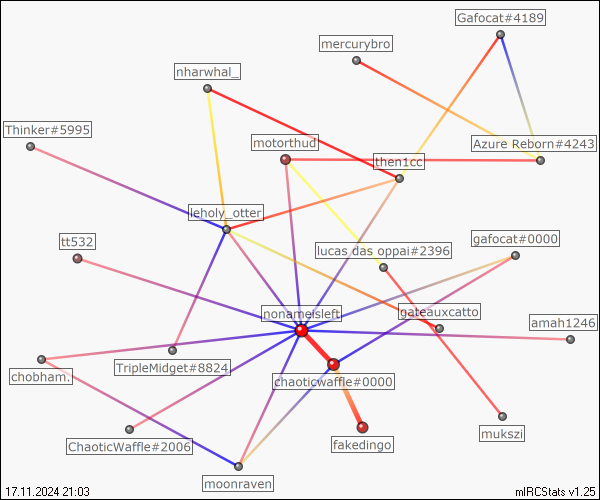 Gafocat#4189
mercurybro
nharwhal_
Thinker#5995
motorthud
then1cc
Azure Reborn#4243
leholy_otter
tt532
lucas das oppai#2396
gafocat#0000
nonameisleft
gateauxcatto
amah1246
chobham.
TripleMidget#8824
chaoticwaffle#0000
ChaoticWaffle#2006
fakedingo
mukszi
moonraven
17.11.2024 21:03
mIRCStats v1.25